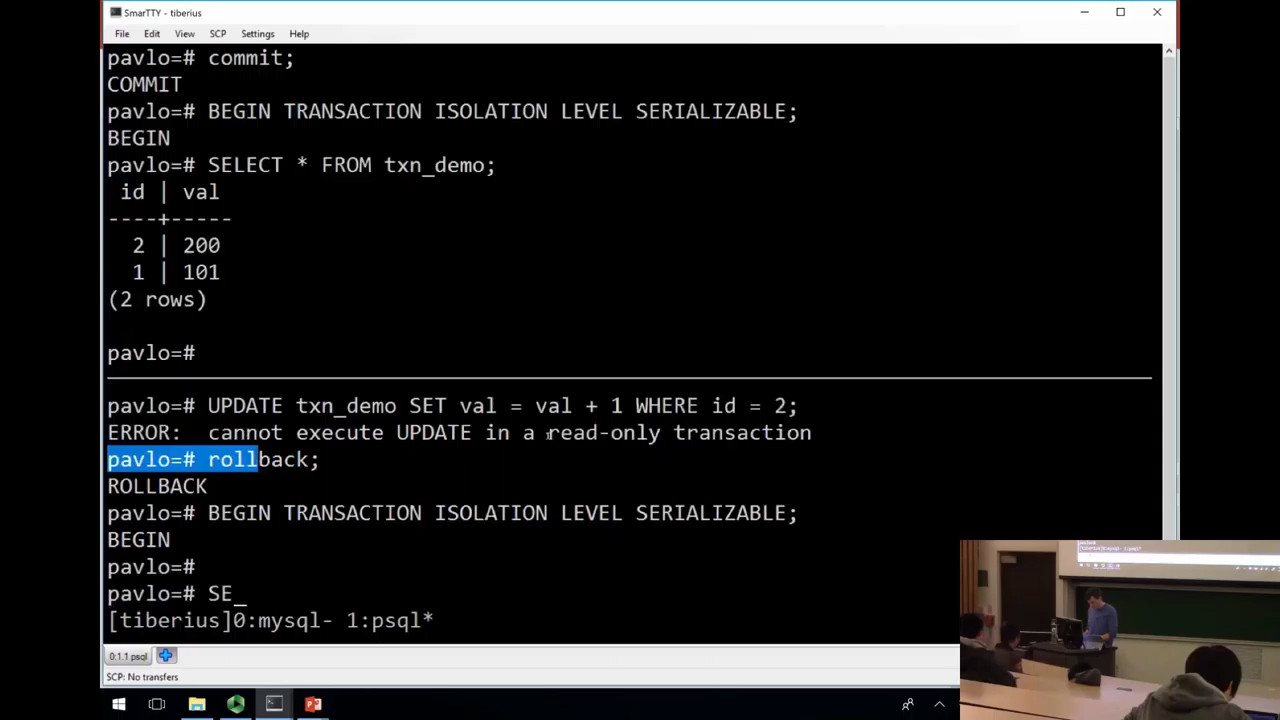 SmarTTY - tiberius
File Edit View SCP Settings Help
pavlo=# commit;
COMMIT
pavlo=# BEGIN TRANSACTION ISOLATION LEVEL SERIALIZABLE;
BEGIN
pavlo=# SELECT * FROM txn_demo;
id | val
----+-----
2 | 200
1 | 101
(2 rows)
pavlo=#
pavlo=# UPDATE txn_demo SET val = val + 1 WHERE id = 2;
ERROR: cannot execute UPDATE in a read-only transaction
pavlo=# rollback;
ROLLBACK
pavlo=# BEGIN TRANSACTION ISOLATION LEVEL SERIALIZABLE;
BEGIN
pavlo=#
pavlo=# SE_
[tiberius]0:mysql- 1:psql*
0:1.1 psql
SCP: No transfers